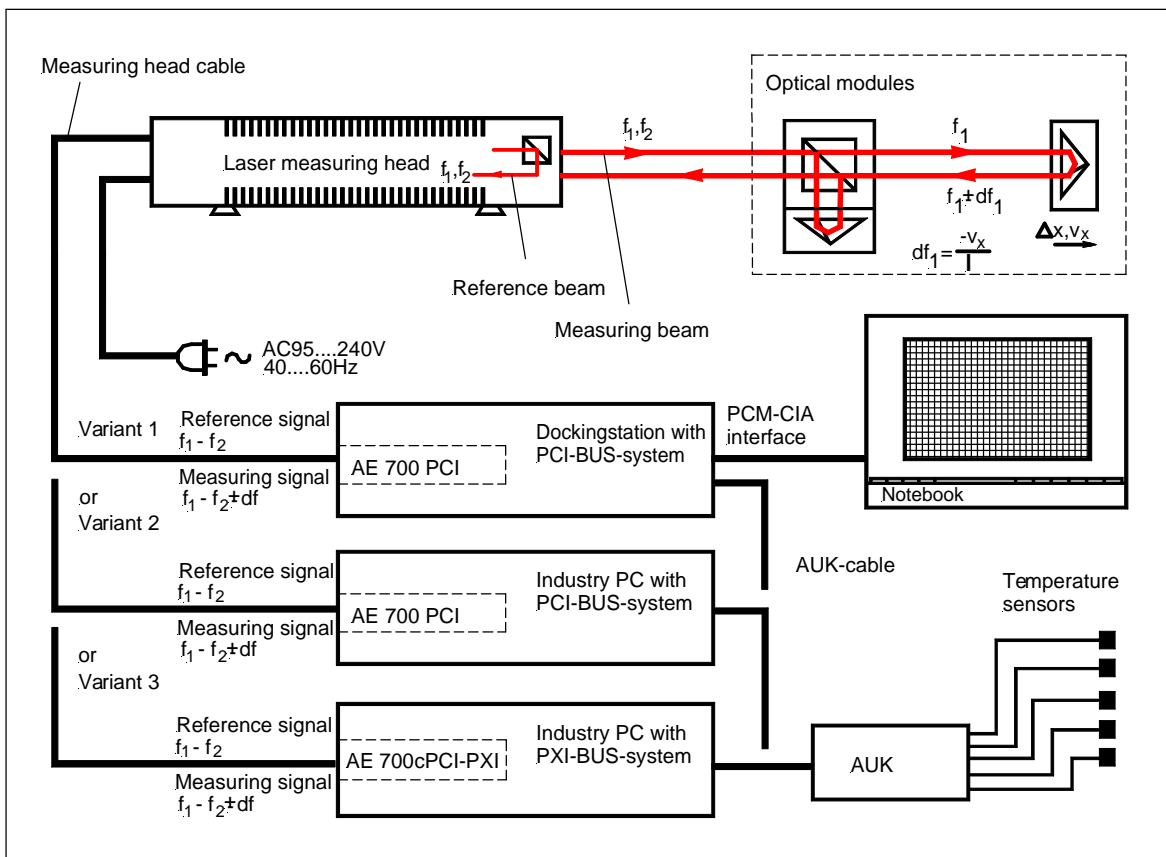 Measuring head cable
Optical modules
Laser measuring head
f1,f2
f1,f2
f1
f1±df1
Δx,vx
df1= -vx
l
Reference beam
Measuring beam
AC95....240V
40....60Hz
Variant 1
Reference signal
f1 - f2
Measuring signal
f1 - f2±df
AE 700 PCI
Dockingstation with
PCI-BUS-system
PCM-CIA
interface
Notebook
or
Variant 2
Reference signal
f1 - f2
Measuring signal
f1 - f2±df
AE 700 PCI
Industry PC with
PCI-BUS-system
AUK-cable
Temperature
sensors
or
Variant 3
Reference signal
f1 - f2
Measuring signal
f1 - f2±df
AE 700cPCI-PXI
Industry PC with
PXI-BUS-system
AUK